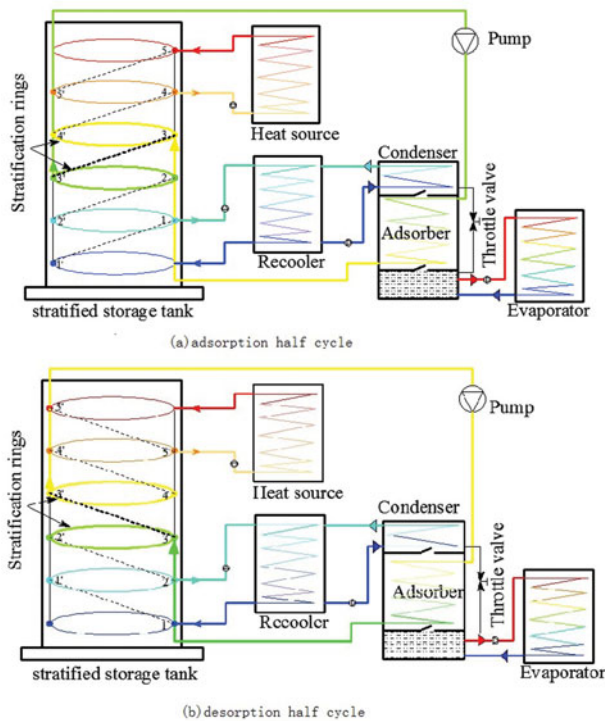 Pump
Stratification rings
5
5'
4
4'
3
3'
2
2'
1
1'
Heat source
Condenser
Adsorber
Throttle valve
Recooler
Evaporator
stratified storage tank
(a)adsorption half cycle
Pump
Stratification rings
5'
4'
5
3'
4
2'
3
1'
2
1
Heat source
Condenser
Adsorber
Throttle valve
Recooler
Evaporator
stratified storage tank
(b)desorption half cycle